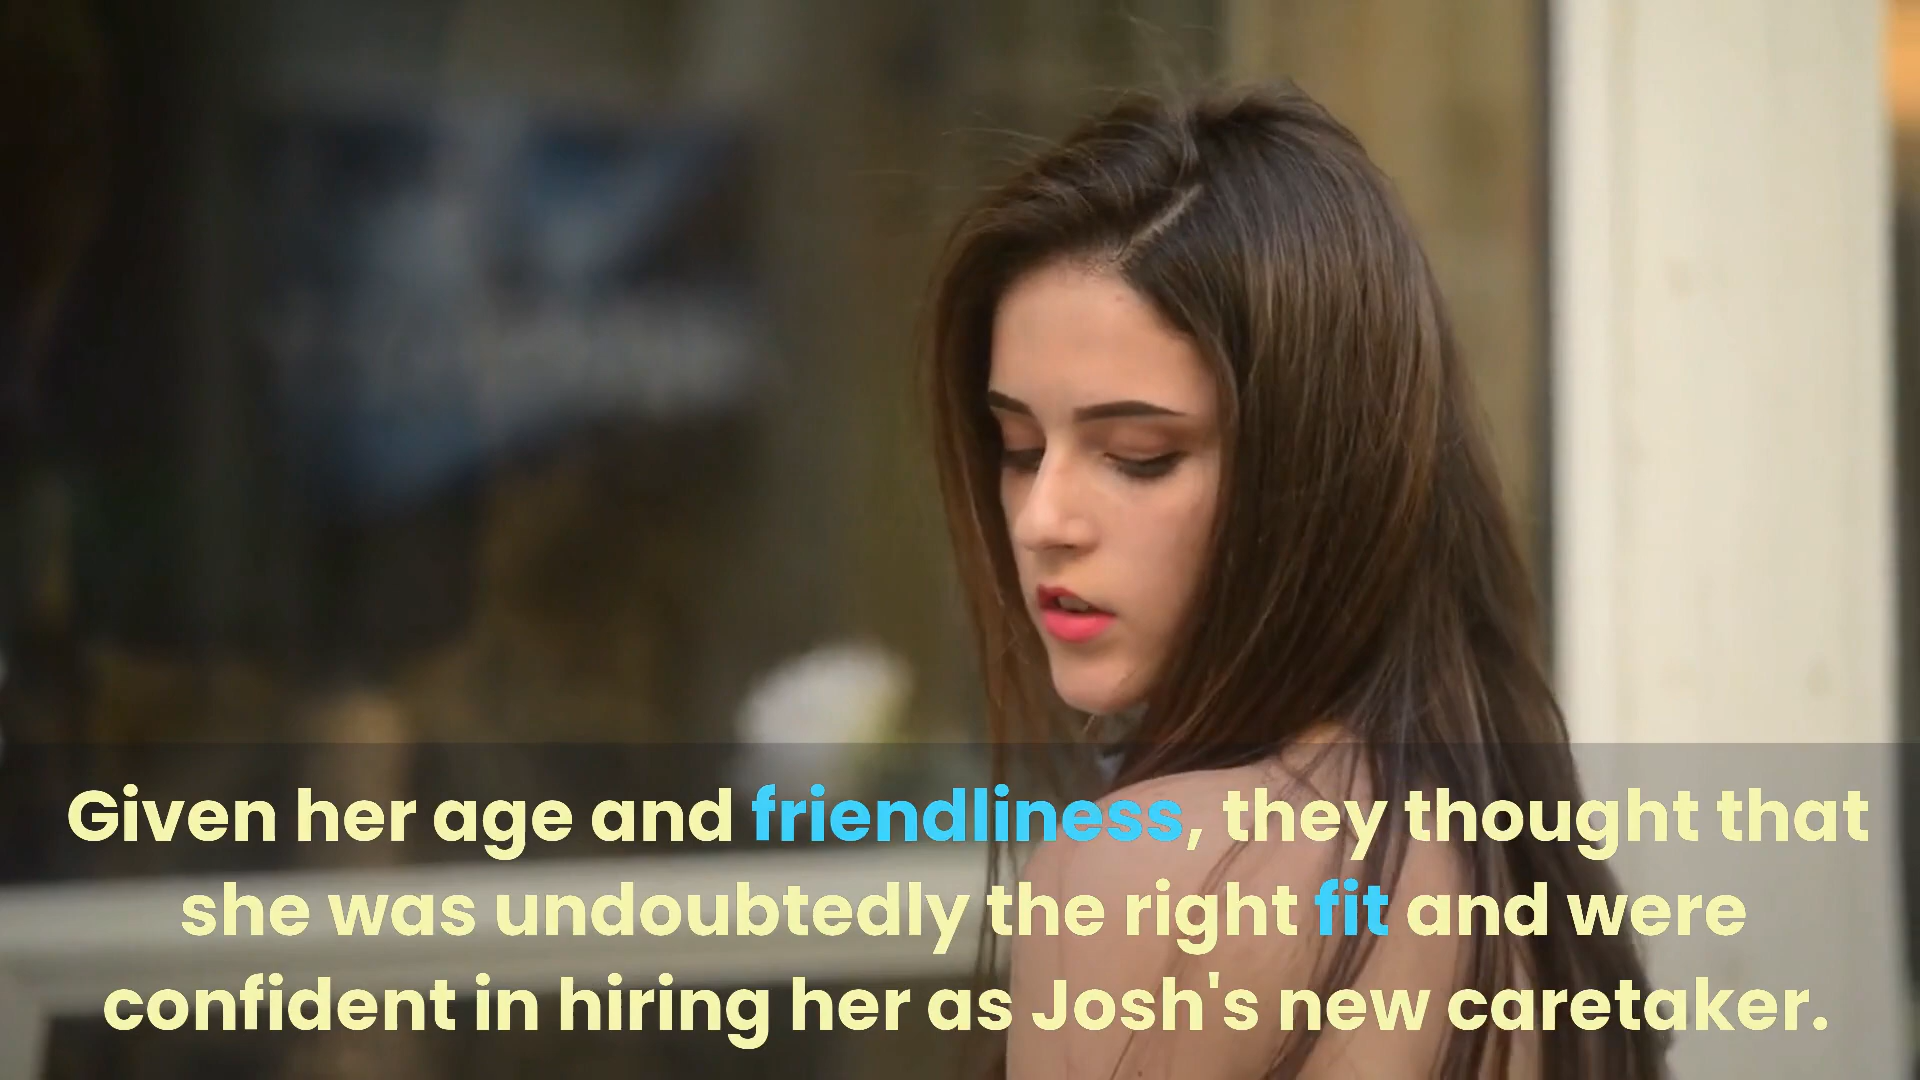 Given her age and friendliness, they thought that
she was undoubtedly the right fit and were
confident in hiring her as Josh's new caretaker.